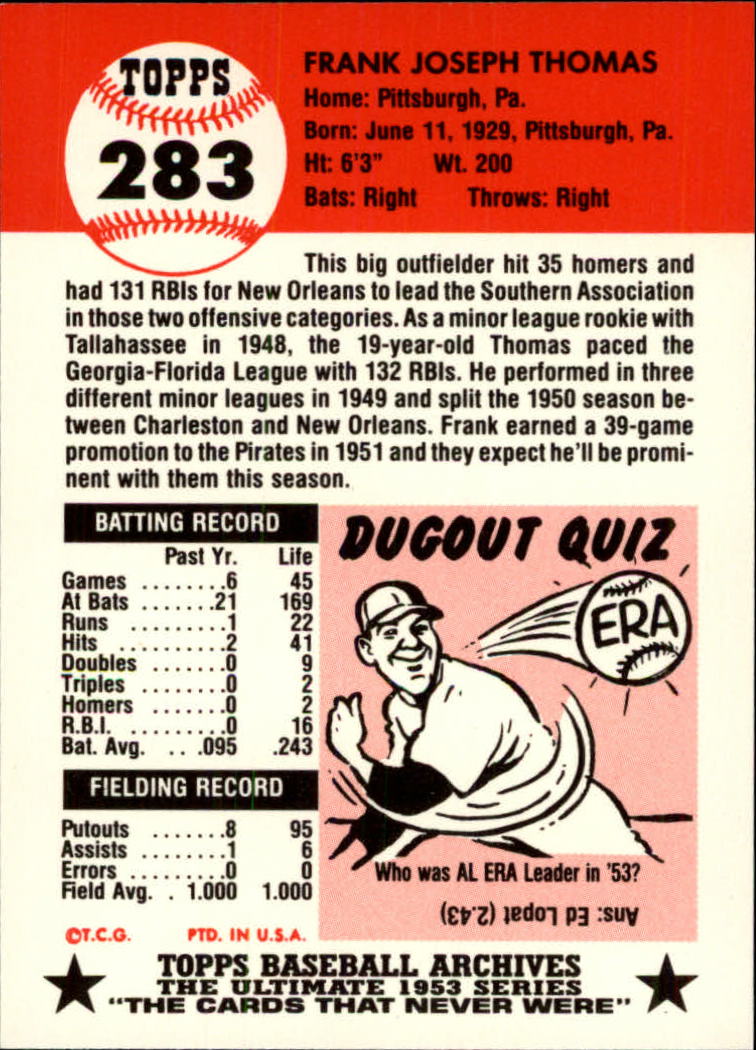 TOPPS
283
FRANK JOSEPH THOMAS
Home: Pittsburgh, Pa.
Born: June 11, 1929, Pittsburgh, Pa.
Ht: 6'3" Wt. 200
Bats: Right Throws: Right
This big outfielder hit 35 homers and
had 131 RBIs for New Orleans to lead the Southern Association
in those two offensive categories. As a minor league rookie with
Tallahassee in 1948, the 19-year-old Thomas paced the
Georgia-Florida League with 132 RBIs. He performed in three
different minor leagues in 1949 and split the 1950 season be-
tween Charleston and New Orleans. Frank earned a 39-game
promotion to the Pirates in 1951 and they expect he'll be promi-
nent with them this season.
BATTING RECORD
Past Yr. Life
Games ........6 45
At Bats .......21 169
Runs .........1 22
Hits ..........2 41
Doubles .......0 9
Triples ........0 2
Homers .......0 2
R.B.I. .........0 16
Bat. Avg. .. .095 .243
FIELDING RECORD
Putouts .......8 95
Assists ........1 6
Errors .........0 0
Field Avg. . 1.000 1.000
©T.C.G. PTD. IN U.S.A.
DUGOUT QUIZ
ERA
Who was AL ERA Leader in '53?
Ans: Ed Lopat (2.43)
TOPPS BASEBALL ARCHIVES
THE ULTIMATE 1953 SERIES
"THE CARDS THAT NEVER WERE"